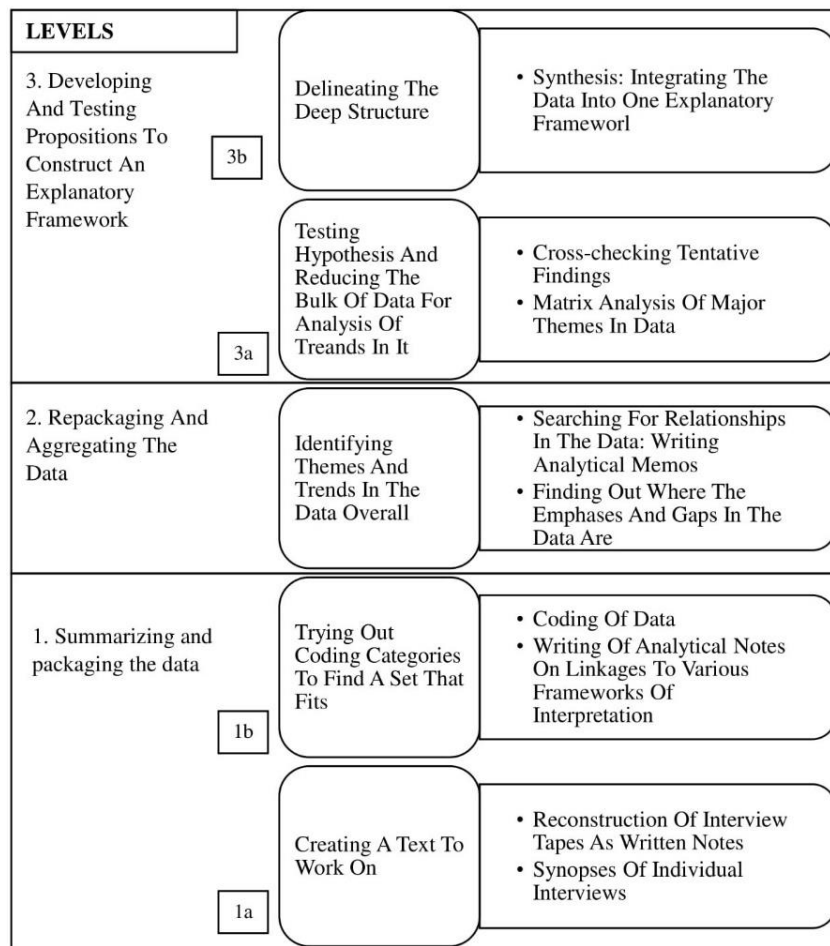 LEVELS
3. Developing
And Testing
Propositions To
Construct An
Explanatory
Framework
3b
Delineating The
Deep Structure
• Synthesis: Integrating The
Data Into One Explanatory
Frameworl
3a
Testing
Hypothesis And
Reducing The
Bulk Of Data For
Analysis Of
Treands In It
• Cross-checking Tentative
Findings
• Matrix Analysis Of Major
Themes In Data
2. Repackaging And
Aggregating The
Data
Identifying
Themes And
Trends In The
Data Overall
• Searching For Relationships
In The Data: Writing
Analytical Memos
• Finding Out Where The
Emphases And Gaps In The
Data Are
1. Summarizing and
packaging the data
1b
Trying Out
Coding Categories
To Find A Set That
Fits
• Coding Of Data
• Writing Of Analytical Notes
On Linkages To Various
Frameworks Of
Interpretation
1a
Creating A Text To
Work On
• Reconstruction Of Interview
Tapes As Written Notes
• Synopses Of Individual
Interviews